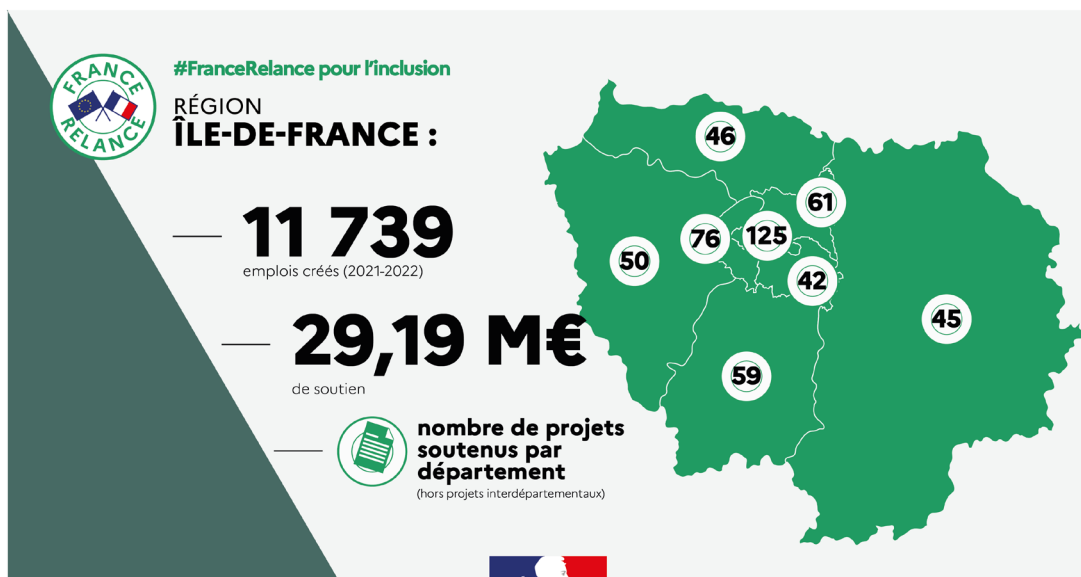 FRANCE
RELANCE
#FranceRelance pour l'inclusion
RÉGION
ÎLE-DE-FRANCE :
11 739
emplois créés (2021-2022)
29,19 M€
de soutien
nombre de projets
soutenus par
département
(hors projets interdépartementaux)
46
61
76
125
50
42
45
59